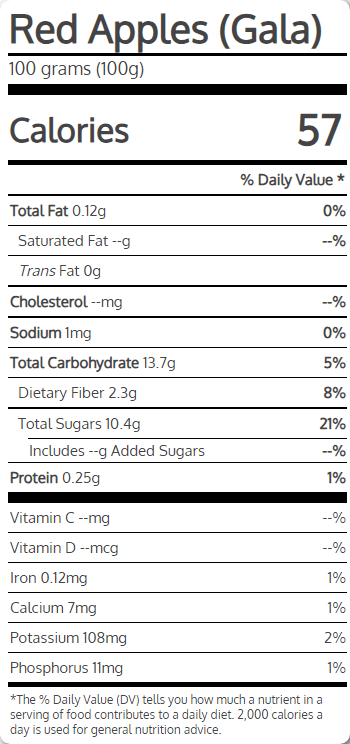 Red Apples (Gala)
100 grams (100g)
Calories 57
% Daily Value *
Total Fat 0.12g 0%
Saturated Fat --g --%
Trans Fat 0g
Cholesterol --mg --%
Sodium 1mg 0%
Total Carbohydrate 13.7g 5%
Dietary Fiber 2.3g 8%
Total Sugars 10.4g 21%
Includes --g Added Sugars --%
Protein 0.25g 1%
Vitamin C --mg --%
Vitamin D --mcg --%
Iron 0.12mg 1%
Calcium 7mg 1%
Potassium 108mg 2%
Phosphorus 11mg 1%
*The % Daily Value (DV) tells you how much a nutrient in a
serving of food contributes to a daily diet. 2,000 calories a
day is used for general nutrition advice.